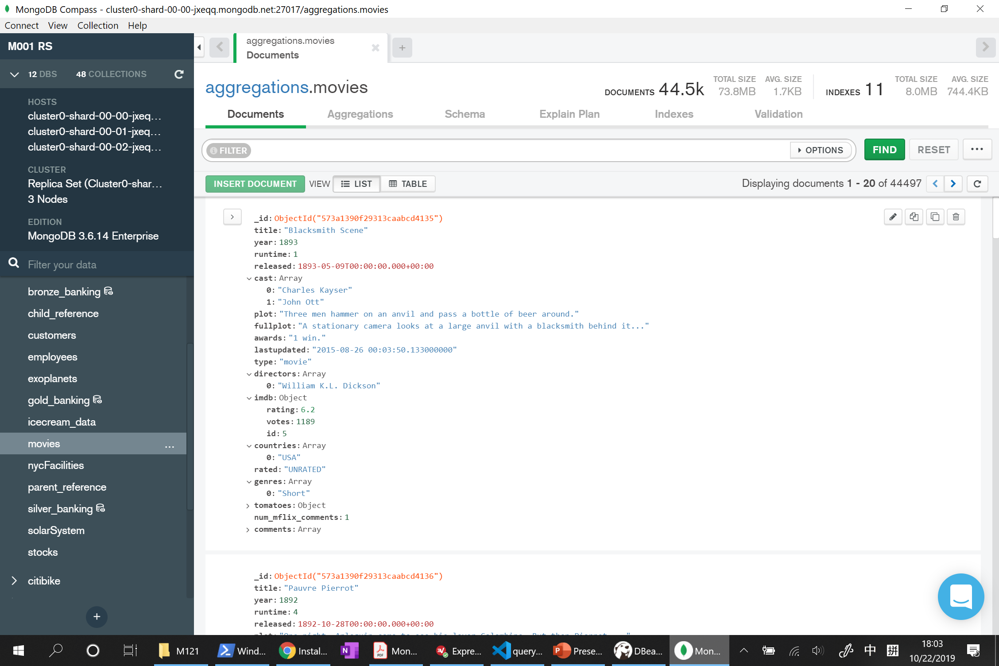 MongoDB Compass - cluster0-shard-00-00-jxeqq.mongodb.net:27017/aggregations.movies
Connect View Collection Help
M001 RS
12 DBS 48 COLLECTIONS
HOSTS
cluster0-shard-00-00-jxeq...
cluster0-shard-00-01-jxeq...
cluster0-shard-00-02-jxeq...
CLUSTER
Replica Set (Cluster0-shar...
3 Nodes
EDITION
MongoDB 3.6.14 Enterprise
Filter your data
bronze_banking
child_reference
customers
employees
exoplanets
gold_banking
icecream_data
movies ...
nycFacilities
parent_reference
silver_banking
solarSystem
stocks
citibike
+
aggregations.movies
Documents
+
aggregations.movies
DOCUMENTS 44.5k TOTAL SIZE 73.8MB AVG. SIZE 1.7KB INDEXES 11 TOTAL SIZE 8.0MB AVG. SIZE 744.4KB
Documents Aggregations Schema Explain Plan Indexes Validation
FILTER OPTIONS FIND RESET ...
INSERT DOCUMENT VIEW LIST TABLE Displaying documents 1 - 20 of 44497
_id: ObjectId("573a1390f29313caabcd4135")
title: "Blacksmith Scene"
year: 1893
runtime: 1
released: 1893-05-09T00:00:00.000+00:00
cast: Array
0: "Charles Kayser"
1: "John Ott"
plot: "Three men hammer on an anvil and pass a bottle of beer around."
fullplot: "A stationary camera looks at a large anvil with a blacksmith behind it..."
awards: "1 win."
lastupdated: "2015-08-26 00:03:50.133000000"
type: "movie"
directors: Array
0: "William K.L. Dickson"
imdb: Object
rating: 6.2
votes: 1189
id: 5
countries: Array
0: "USA"
rated: "UNRATED"
genres: Array
0: "Short"
tomatoes: Object
num_mflix_comments: 1
comments: Array
_id: ObjectId("573a1390f29313caabcd4136")
title: "Pauvre Pierrot"
year: 1892
runtime: 4
released: 1892-10-28T00:00:00.000+00:00
M121 Wind... Instal... Mon... Expre... query... Prese... DBea... Mon... 中 拼 18:03
10/22/2019